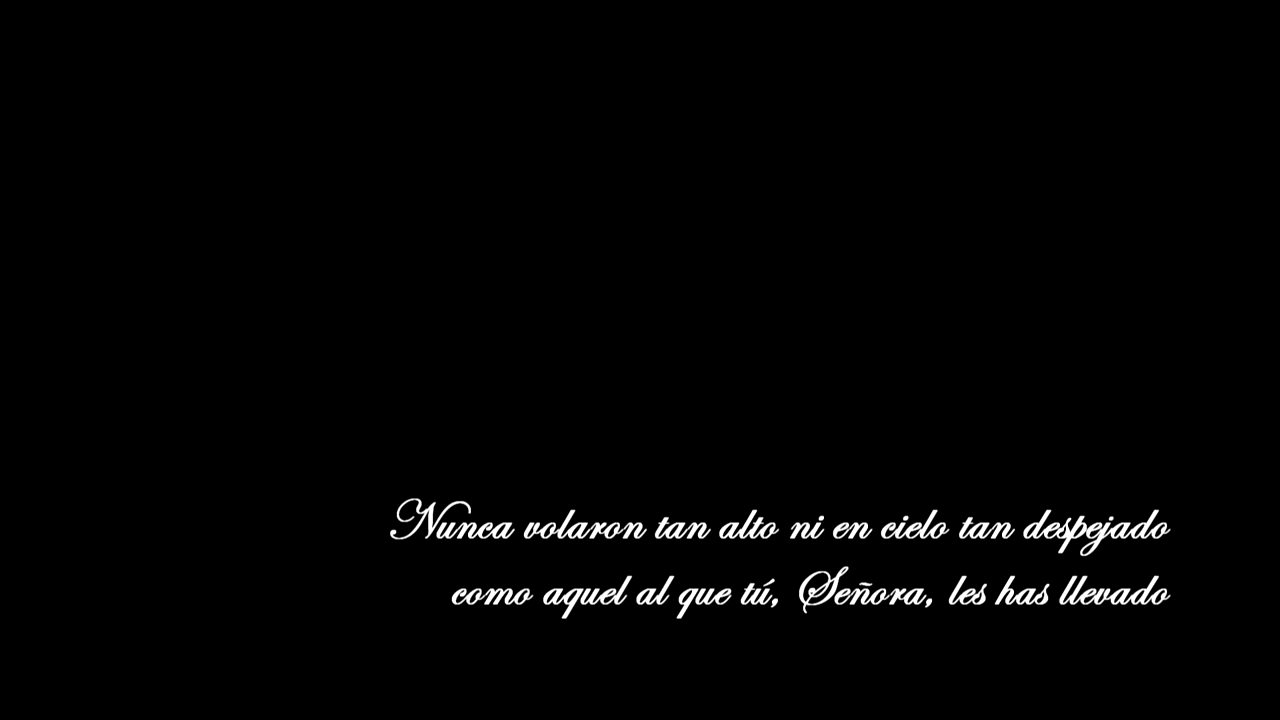 Nunca volaron tan alto ni en cielo tan despejado
como aquel al que tú, Señora, les has llevado